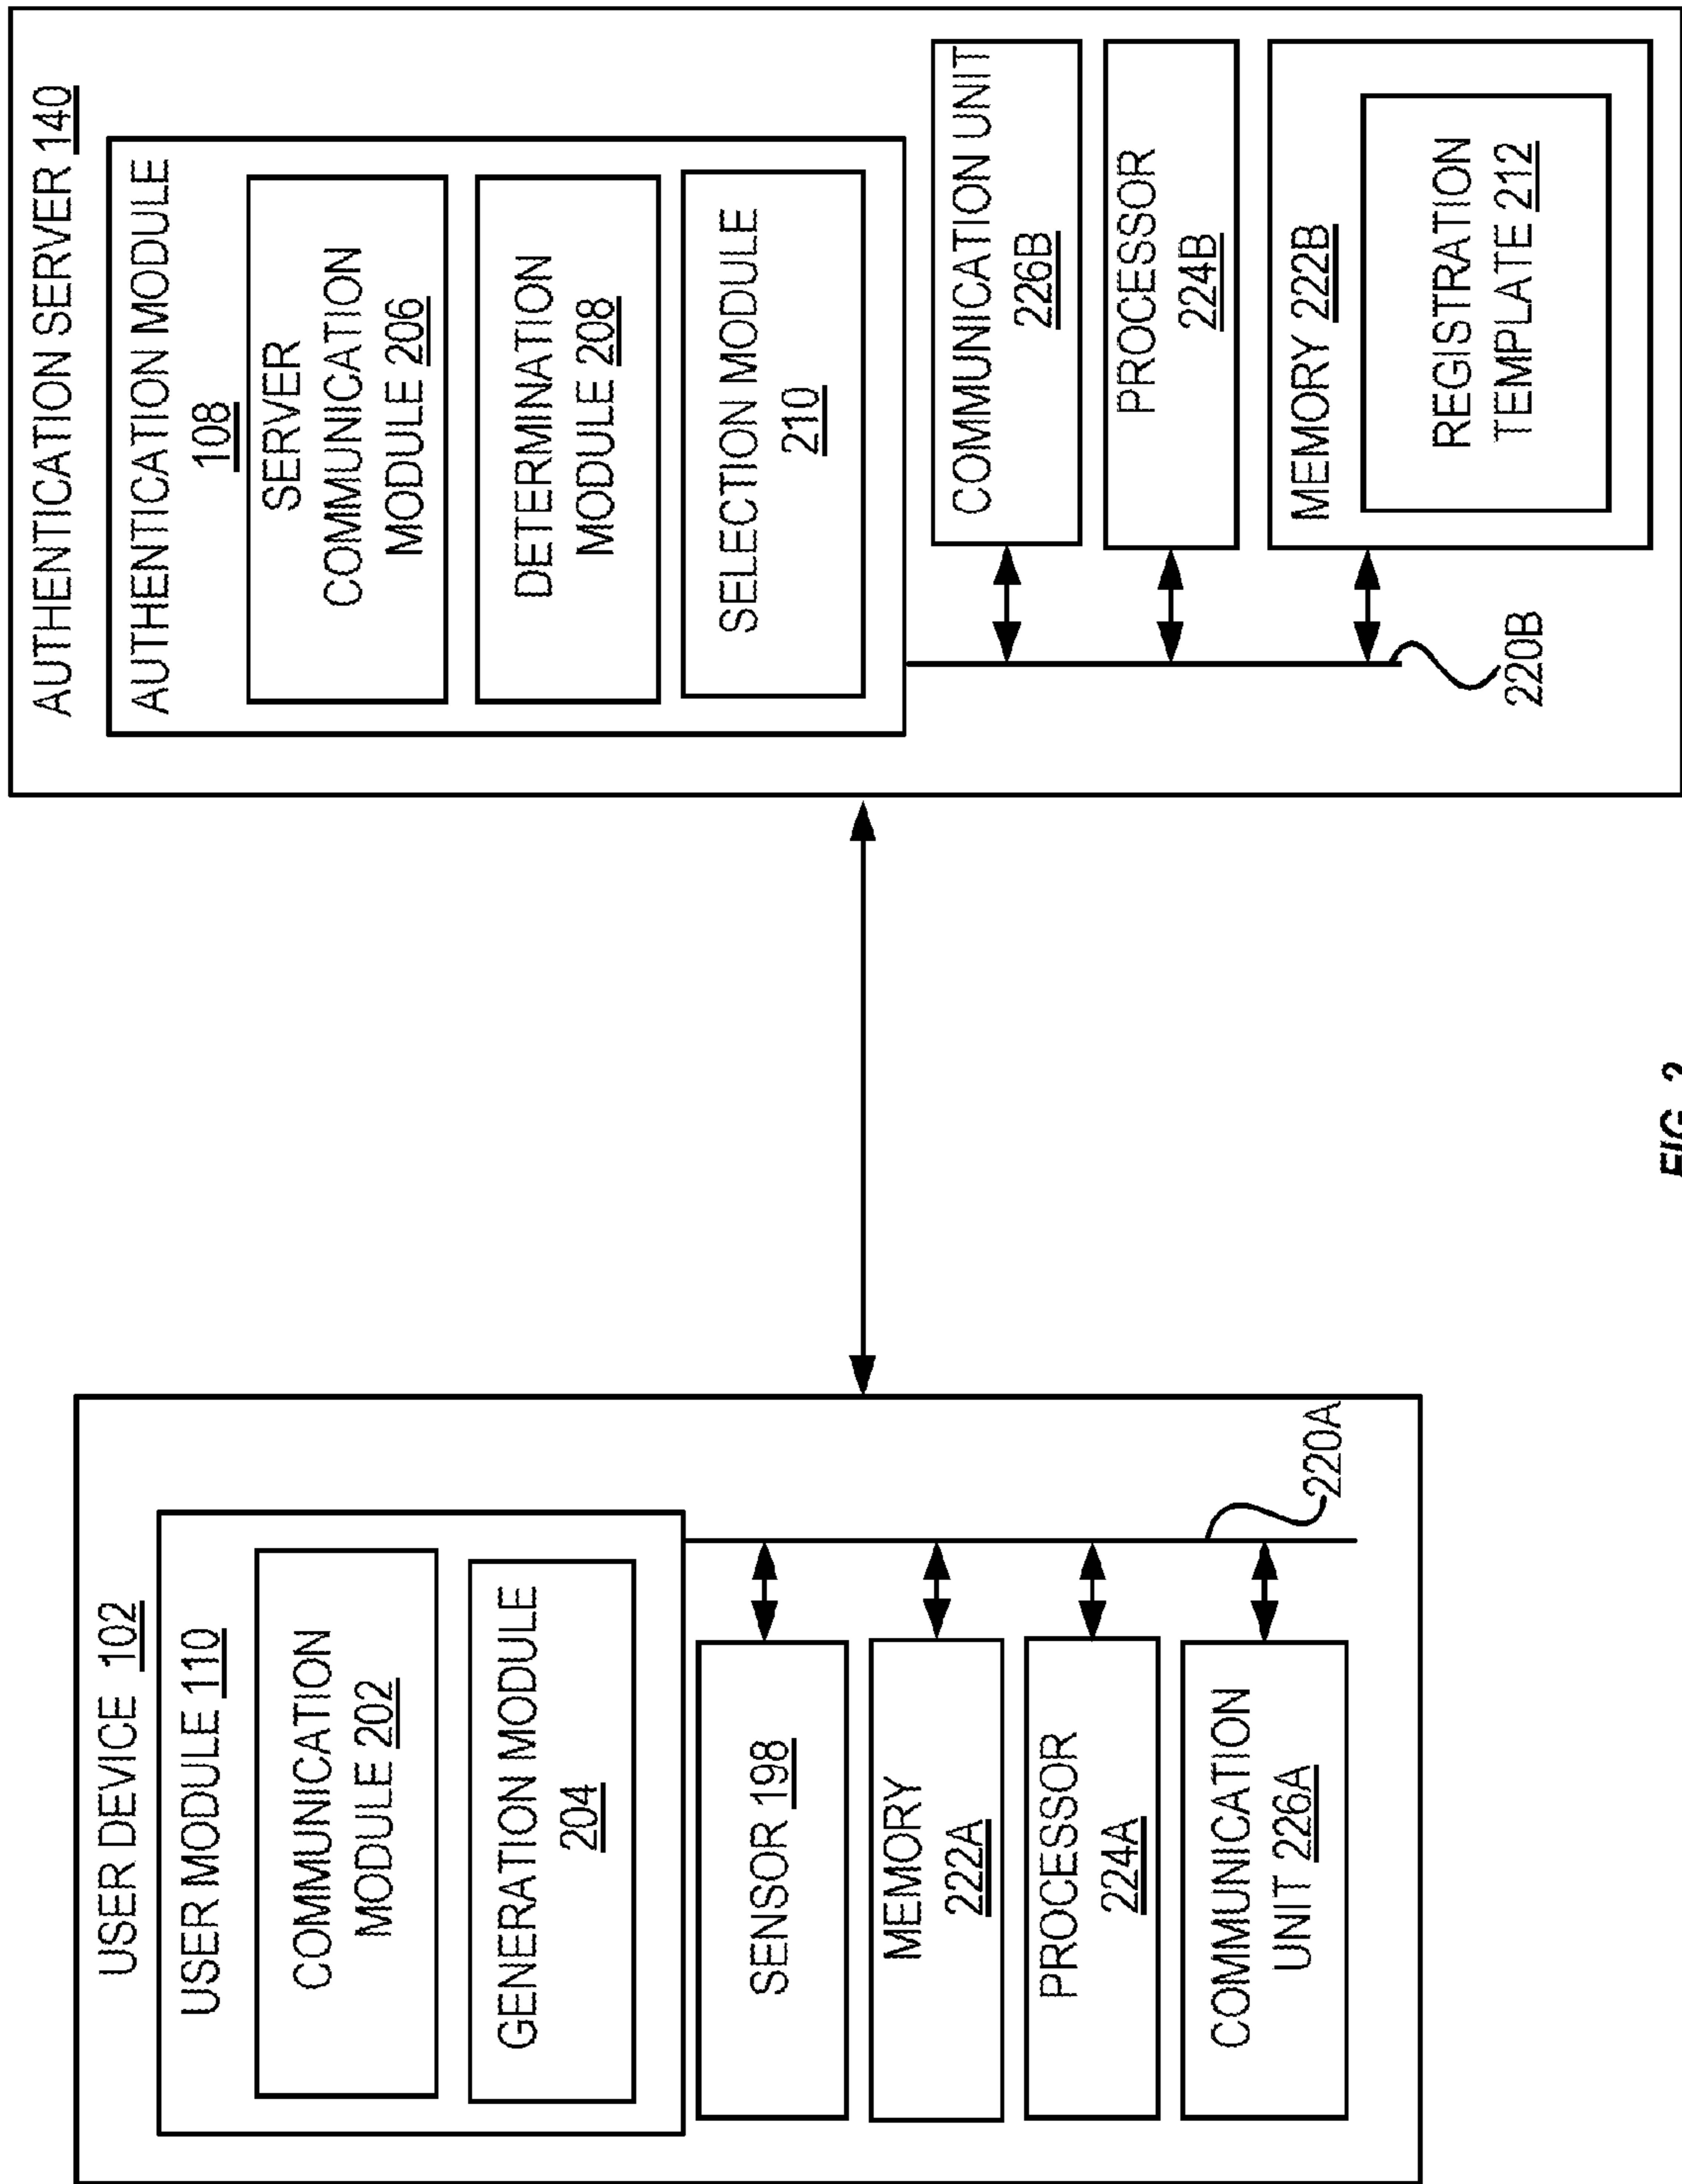 USER DEVICE 102
USER MODULE 110
COMMUNICATION
MODULE 202
GENERATION MODULE
204
SENSOR 198
MEMORY
222A
PROCESSOR
224A
COMMUNICATION
UNIT 226A
220A
AUTHENTICATION SERVER 140
AUTHENTICATION MODULE
108
SERVER
COMMUNICATION
MODULE 206
DETERMINATION
MODULE 208
SELECTION MODULE
210
COMMUNICATION UNIT
226B
PROCESSOR
224B
MEMORY 222B
REGISTRATION
TEMPLATE 212
220B
FIG. 2